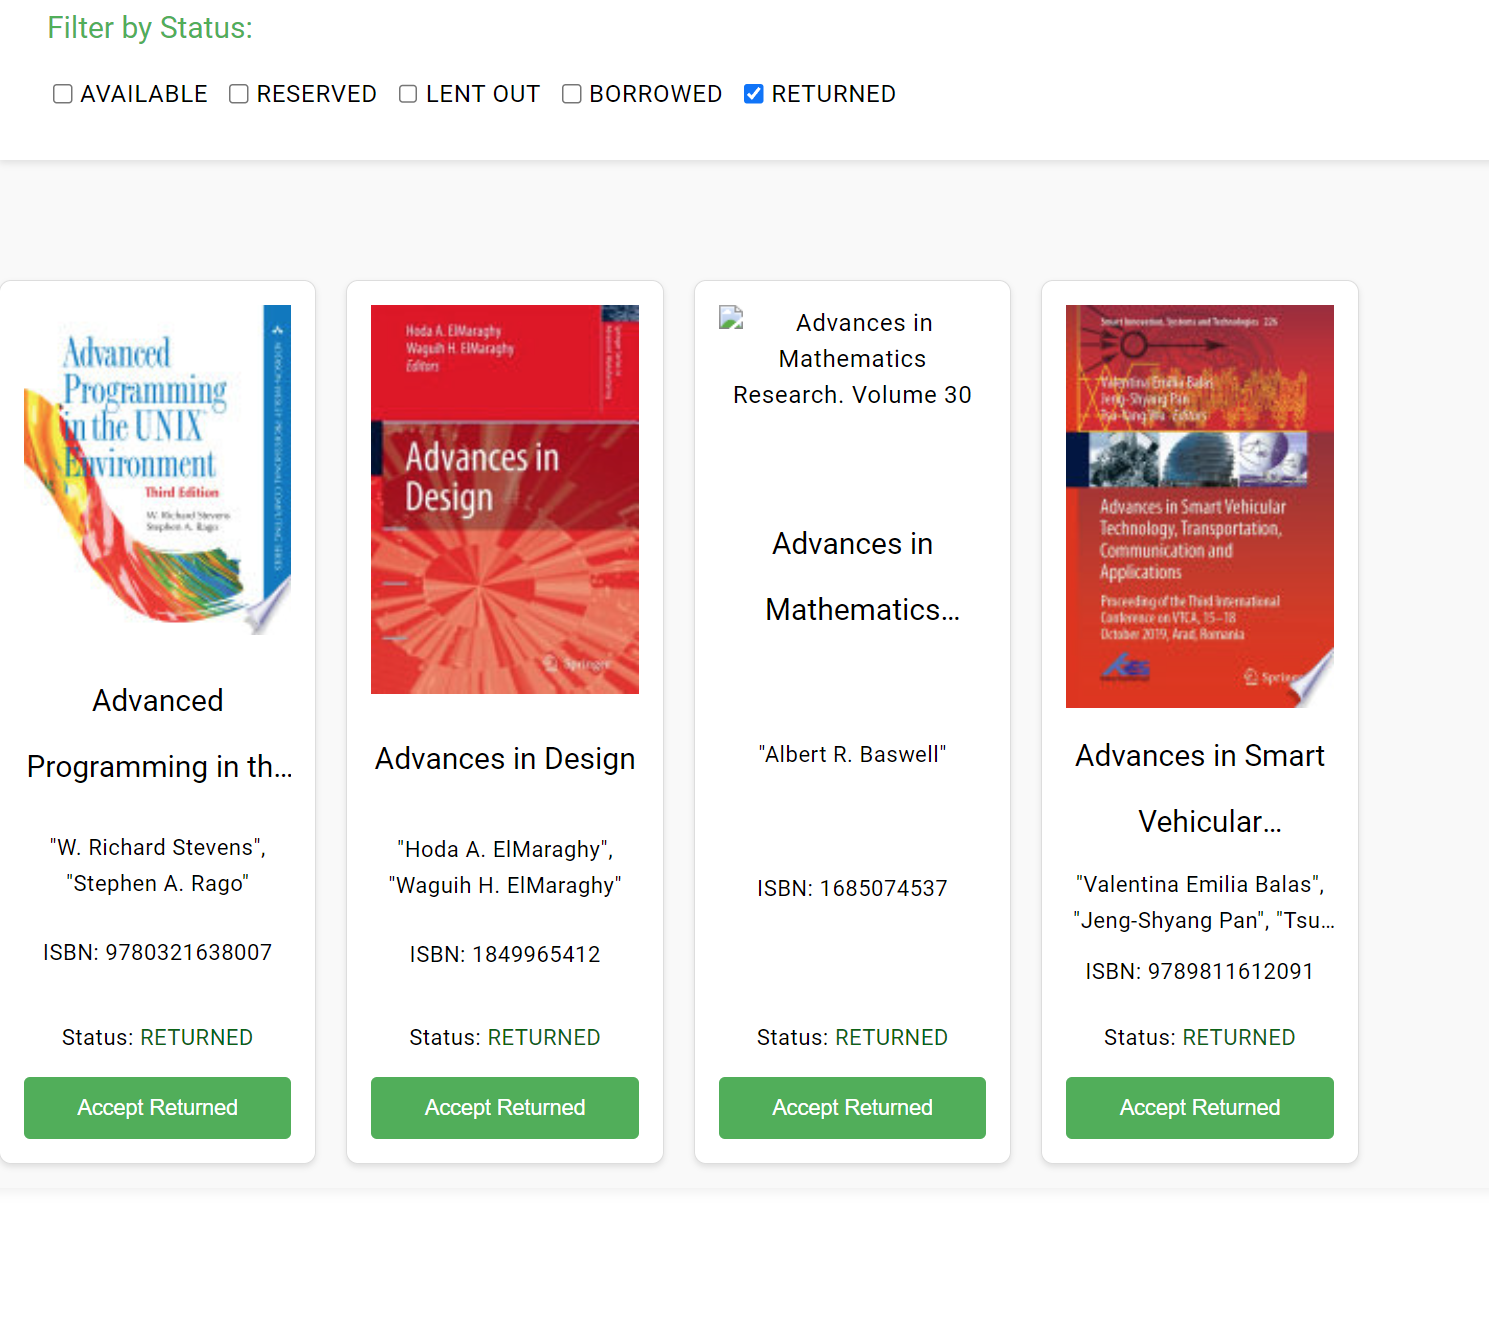 Filter by Status:
AVAILABLE RESERVED LENT OUT BORROWED RETURNED
Advanced
Programming
in the UNIX
Environment
Third Edition
W. Richard Stevens
Stephen A. Rago
ADDISON-WESLEY PROFESSIONAL COMPUTING SERIES
Advanced
Programming in th...
"W. Richard Stevens",
"Stephen A. Rago"
ISBN: 9780321638007
Status: RETURNED
Accept Returned
Hoda A. ElMaraghy
Waguih H. ElMaraghy
Editors
Advances in
Design
Springer
Advances in Design
"Hoda A. ElMaraghy",
"Waguih H. ElMaraghy"
ISBN: 1849965412
Status: RETURNED
Accept Returned
Advances in
Mathematics
Research. Volume 30
Advances in
Mathematics...
"Albert R. Baswell"
ISBN: 1685074537
Status: RETURNED
Accept Returned
Smart Innovation, Systems and Technologies 226
Valentina Emilia Balas
Jeng-Shyang Pan
Tsu-Yang Wu Editors
Advances in Smart Vehicular
Technology, Transportation,
Communication and
Applications
Proceeding of the Third International
Conference on VTCA, 15–18
October 2019, Arad, Romania
Springer
Advances in Smart
Vehicular...
"Valentina Emilia Balas",
"Jeng-Shyang Pan", "Tsu...
ISBN: 9789811612091
Status: RETURNED
Accept Returned